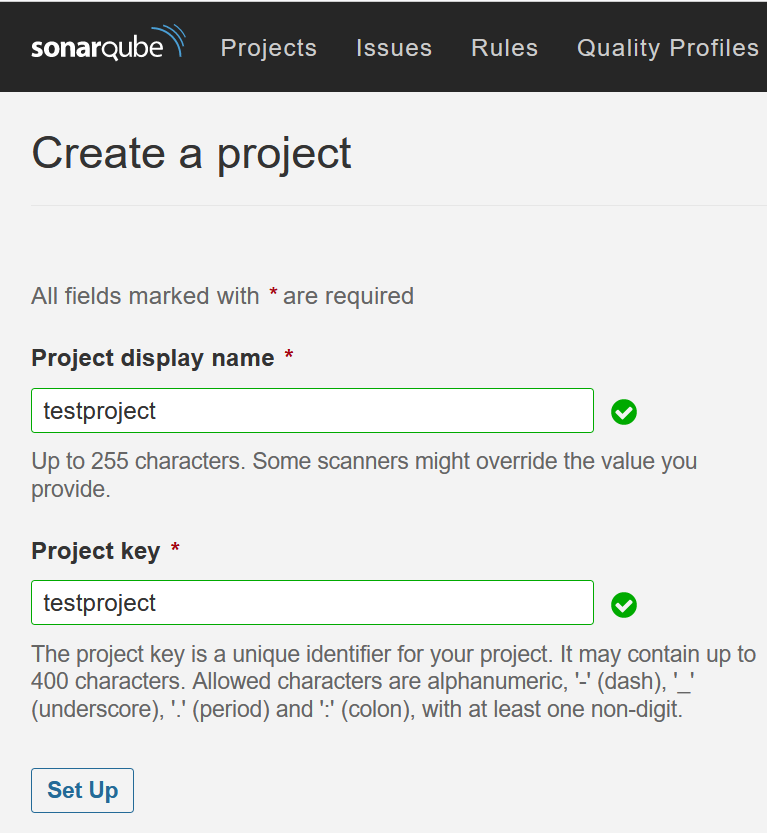 sonarqube Projects Issues Rules Quality Profiles
Create a project
All fields marked with * are required
Project display name *
testproject
Up to 255 characters. Some scanners might override the value you
provide.
Project key *
testproject
The project key is a unique identifier for your project. It may contain up to
400 characters. Allowed characters are alphanumeric, '-' (dash), '_'
(underscore), '.' (period) and ':' (colon), with at least one non-digit.
Set Up